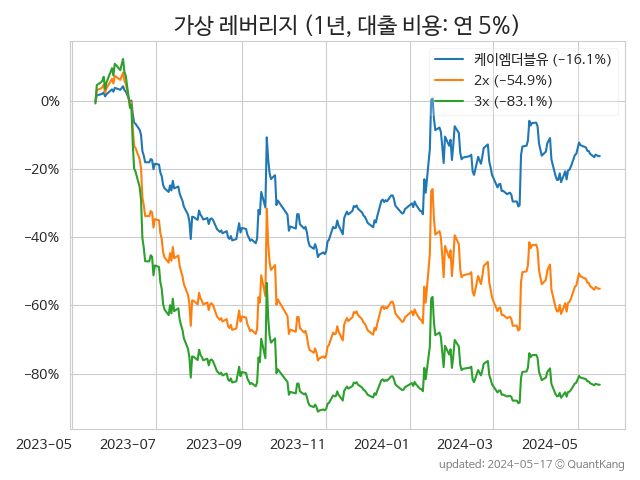 가상 레버리지 (1년, 대출 비용: 연 5%)
케이엠더블유 (−16.1%)
2x (−54.9%)
3x (−83.1%)
0%
−20%
−40%
−60%
−80%
2023-05 2023-07 2023-09 2023-11 2024-01 2024-03 2024-05
updated: 2024-05-17 © QuantKang